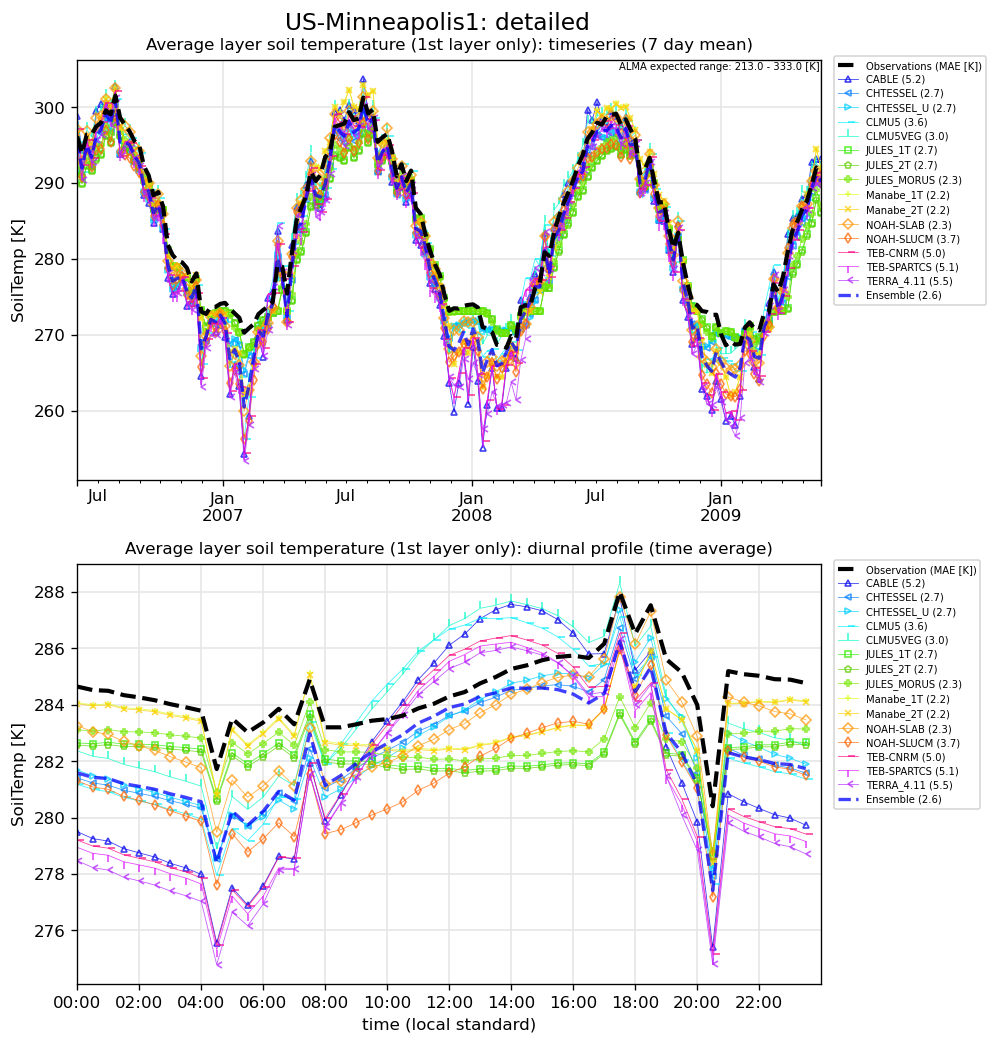 US-Minneapolis1: detailed
Average layer soil temperature (1st layer only): timeseries (7 day mean)
ALMA expected range: 213.0 - 333.0 [K]
SoilTemp [K]
300
290
280
270
260
Jul
Jan
2007
Jul
Jan
2008
Jul
Jan
2009
Observations (MAE [K])
CABLE (5.2)
CHTESSEL (2.7)
CHTESSEL_U (2.7)
CLMU5 (3.6)
CLMU5VEG (3.0)
JULES_1T (2.7)
JULES_2T (2.7)
JULES_MORUS (2.3)
Manabe_1T (2.2)
Manabe_2T (2.2)
NOAH-SLAB (2.3)
NOAH-SLUCM (3.7)
TEB-CNRM (5.0)
TEB-SPARTCS (5.1)
TERRA_4.11 (5.5)
Ensemble (2.6)
Average layer soil temperature (1st layer only): diurnal profile (time average)
SoilTemp [K]
288
286
284
282
280
278
276
00:00
02:00
04:00
06:00
08:00
10:00
12:00
14:00
16:00
18:00
20:00
22:00
time (local standard)
Observation (MAE [K])
CABLE (5.2)
CHTESSEL (2.7)
CHTESSEL_U (2.7)
CLMU5 (3.6)
CLMU5VEG (3.0)
JULES_1T (2.7)
JULES_2T (2.7)
JULES_MORUS (2.3)
Manabe_1T (2.2)
Manabe_2T (2.2)
NOAH-SLAB (2.3)
NOAH-SLUCM (3.7)
TEB-CNRM (5.0)
TEB-SPARTCS (5.1)
TERRA_4.11 (5.5)
Ensemble (2.6)